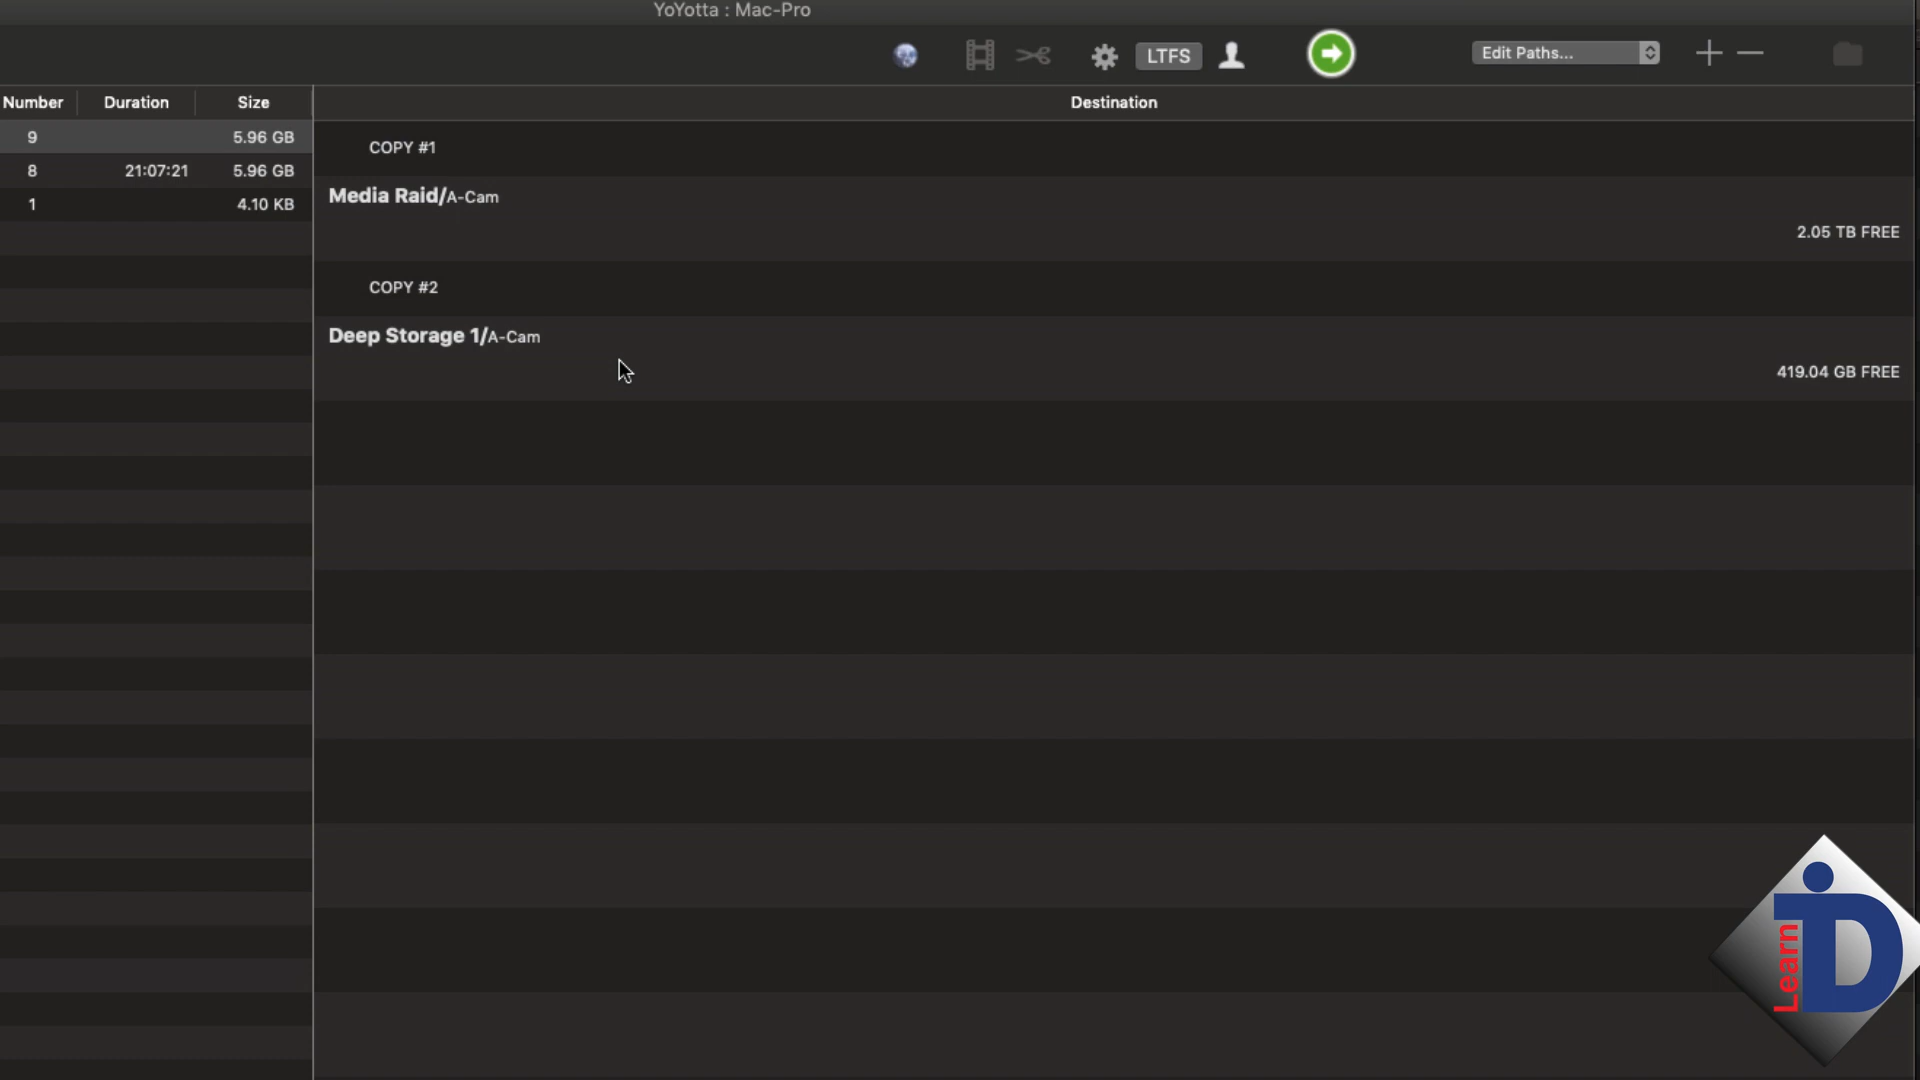 YoYotta : Mac-Pro
LTFS
Edit Paths...
Number Duration Size Destination
9 5.96 GB
8 21:07:21 5.96 GB
1 4.10 KB
COPY #1
Media Raid/A-Cam
2.05 TB FREE
COPY #2
Deep Storage 1/A-Cam
419.04 GB FREE
Learn
iD